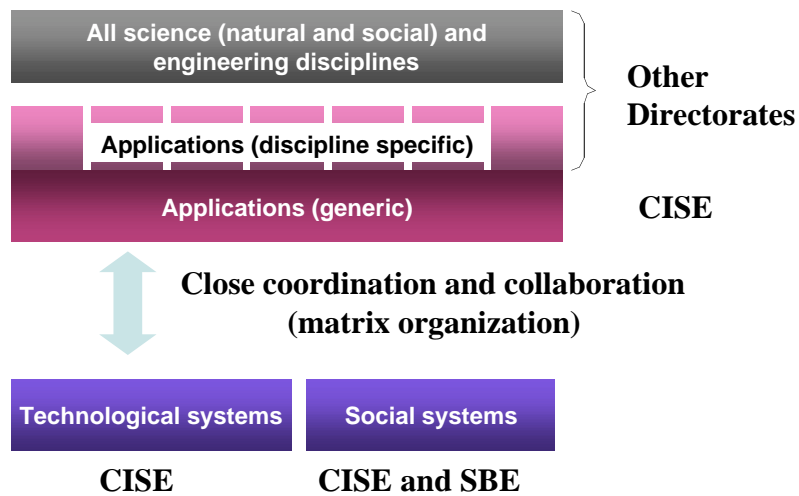 All science (natural and social) and
engineering disciplines
Other
Directorates
Applications (discipline specific)
Applications (generic)
CISE
Close coordination and collaboration
(matrix organization)
Technological systems
Social systems
CISE
CISE and SBE